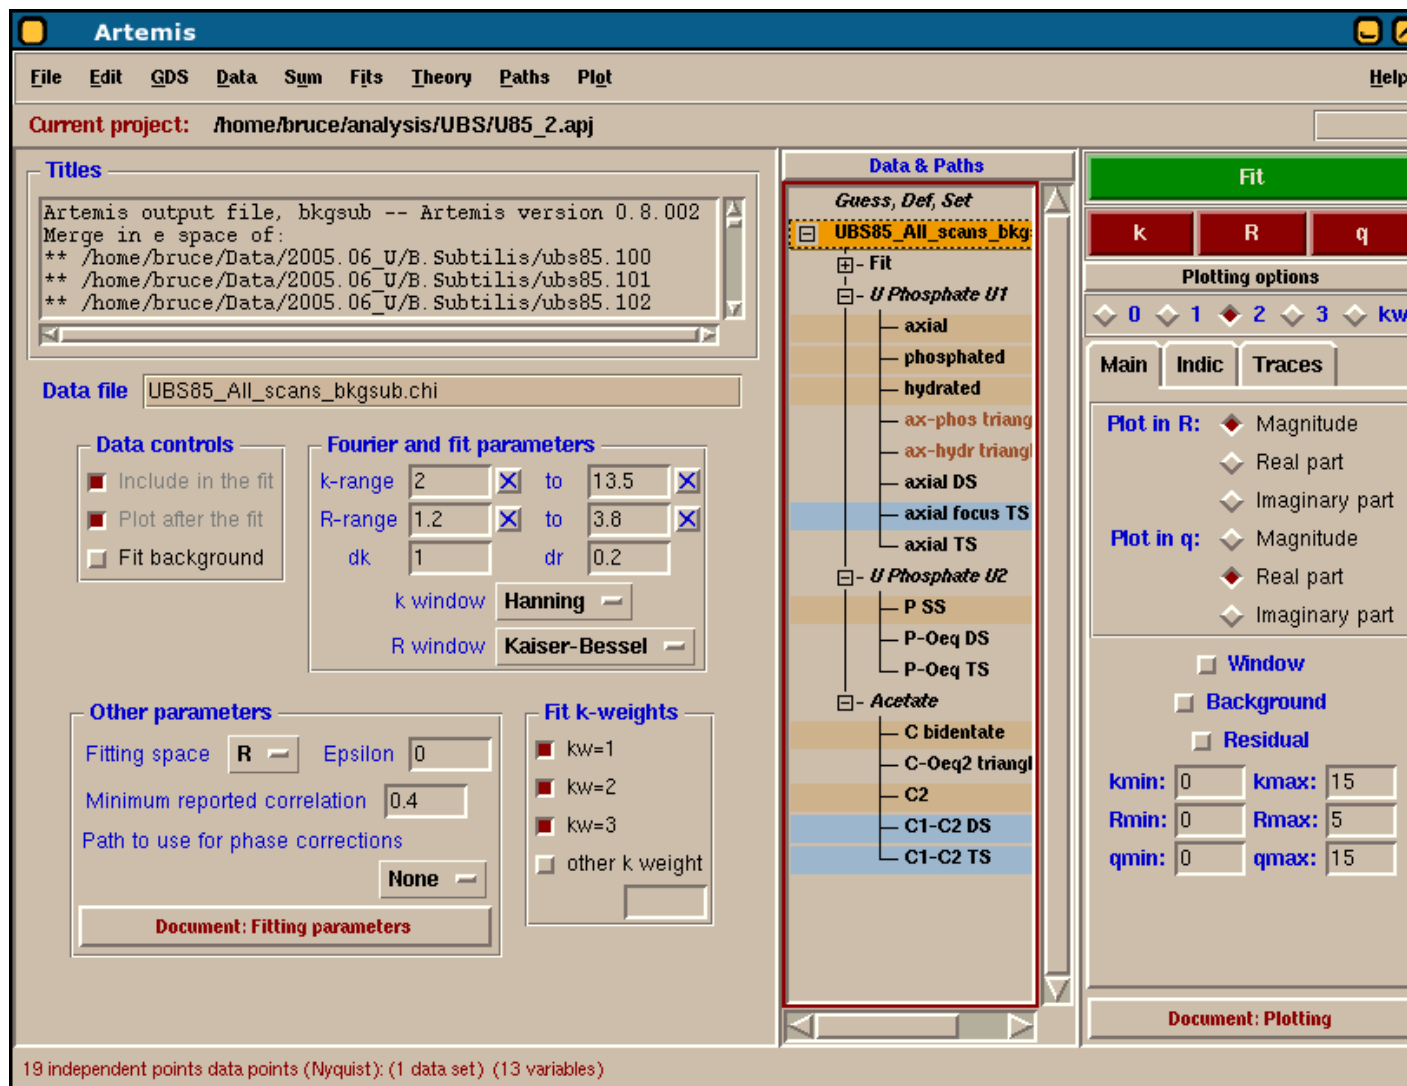 Artemis
File Edit GDS Data Sum Fits Theory Paths Plot Help
Current project: /home/bruce/analysis/UBS/U85_2.apj
Titles
Artemis output file, bkgsub -- Artemis version 0.8.002
Merge in e space of:
** /home/bruce/Data/2005.06_U/B.Subtilis/ubs85.100
** /home/bruce/Data/2005.06_U/B.Subtilis/ubs85.101
** /home/bruce/Data/2005.06_U/B.Subtilis/ubs85.102
Data file UBS85_All_scans_bkgsub.chi
Data controls
Include in the fit
Plot after the fit
Fit background
Fourier and fit parameters
k-range 2 to 13.5
R-range 1.2 to 3.8
dk 1 dr 0.2
k window Hanning
R window Kaiser-Bessel
Other parameters
Fitting space R Epsilon 0
Minimum reported correlation 0.4
Path to use for phase corrections
None
Document: Fitting parameters
Fit k-weights
kw=1
kw=2
kw=3
other k weight
Data & Paths
Guess, Def, Set
UBS85_All_scans_bkg
Fit
U Phosphate U1
axial
phosphated
hydrated
ax-phos triang
ax-hydr triangl
axial DS
axial focus TS
axial TS
U Phosphate U2
P SS
P-Oeq DS
P-Oeq TS
Acetate
C bidentate
C-Oeq2 triangl
C2
C1-C2 DS
C1-C2 TS
Fit
k R q
Plotting options
0 1 2 3 kw
Main Indic Traces
Plot in R: Magnitude
Real part
Imaginary part
Plot in q: Magnitude
Real part
Imaginary part
Window
Background
Residual
kmin: 0 kmax: 15
Rmin: 0 Rmax: 5
qmin: 0 qmax: 15
Document: Plotting
19 independent points data points (Nyquist): (1 data set) (13 variables)